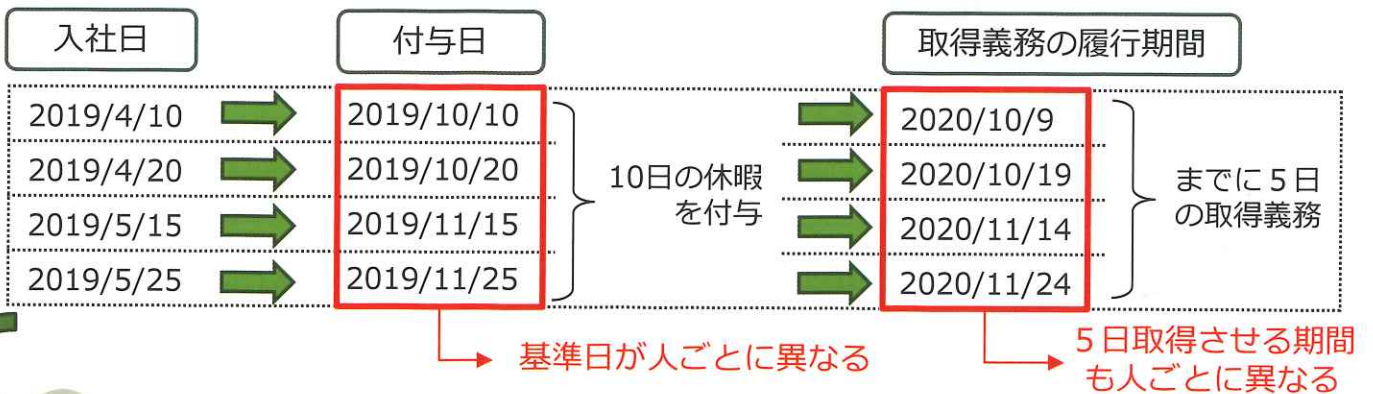 入社日 付与日 取得義務の履行期間
2019/4/10 2019/10/10 2020/10/9
2019/4/20 2019/10/20 2020/10/19
2019/5/15 2019/11/15 2020/11/14
2019/5/25 2019/11/25 2020/11/24
10日の休暇
を付与
までに5日
の取得義務
基準日が人ごとに異なる
5日取得させる期間
も人ごとに異なる